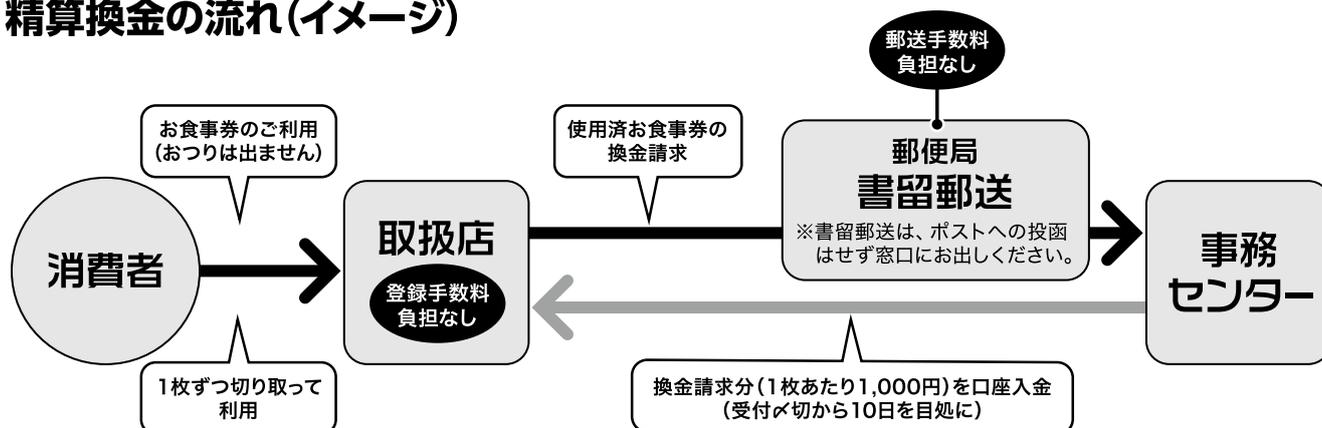 精算換金の流れ(イメージ)
郵送手数料
負担なし
お食事券のご利用
(おつりは出ません)
使用済お食事券の
換金請求
郵便局
書留郵送
※書留郵送は、ポストへの投函
はせず窓口にお出しください。
消費者
取扱店
登録手数料
負担なし
事務
センター
1枚ずつ切り取って
利用
換金請求分(1枚あたり1,000円)を口座入金
(受付〆切から10日を目処に)